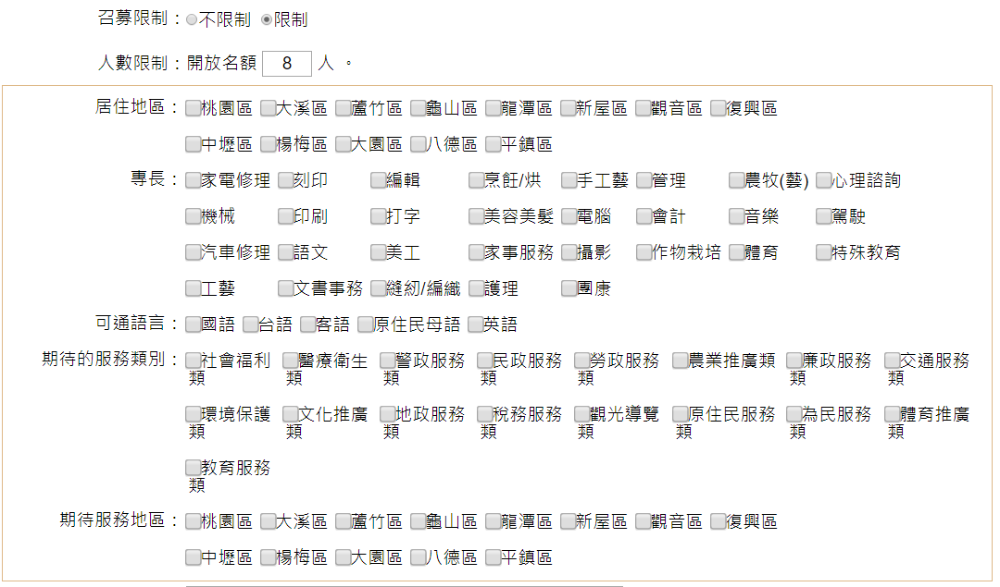 召募限制：不限制 限制
人數限制：開放名額 8 人 。
居住地區：桃園區 大溪區 蘆竹區 龜山區 龍潭區 新屋區 觀音區 復興區
中壢區 楊梅區 大園區 八德區 平鎮區
專長：家電修理 刻印 編輯 烹飪/烘 手工藝 管理 農牧(藝) 心理諮詢
機械 印刷 打字 美容美髮 電腦 會計 音樂 駕駛
汽車修理 語文 美工 家事服務 攝影 作物栽培 體育 特殊教育
工藝 文書事務 縫紉/編織 護理 團康
可通語言：國語 台語 客語 原住民母語 英語
期待的服務類別：社會福利 醫療衛生 警政服務 民政服務 勞政服務 農業推廣類 廉政服務 交通服務
類 類 類 類 類 類 類
環境保護 文化推廣 地政服務 稅務服務 觀光導覽 原住民服務 為民服務 體育推廣
類 類 類 類 類 類 類 類
教育服務
類
期待服務地區：桃園區 大溪區 蘆竹區 龜山區 龍潭區 新屋區 觀音區 復興區
中壢區 楊梅區 大園區 八德區 平鎮區